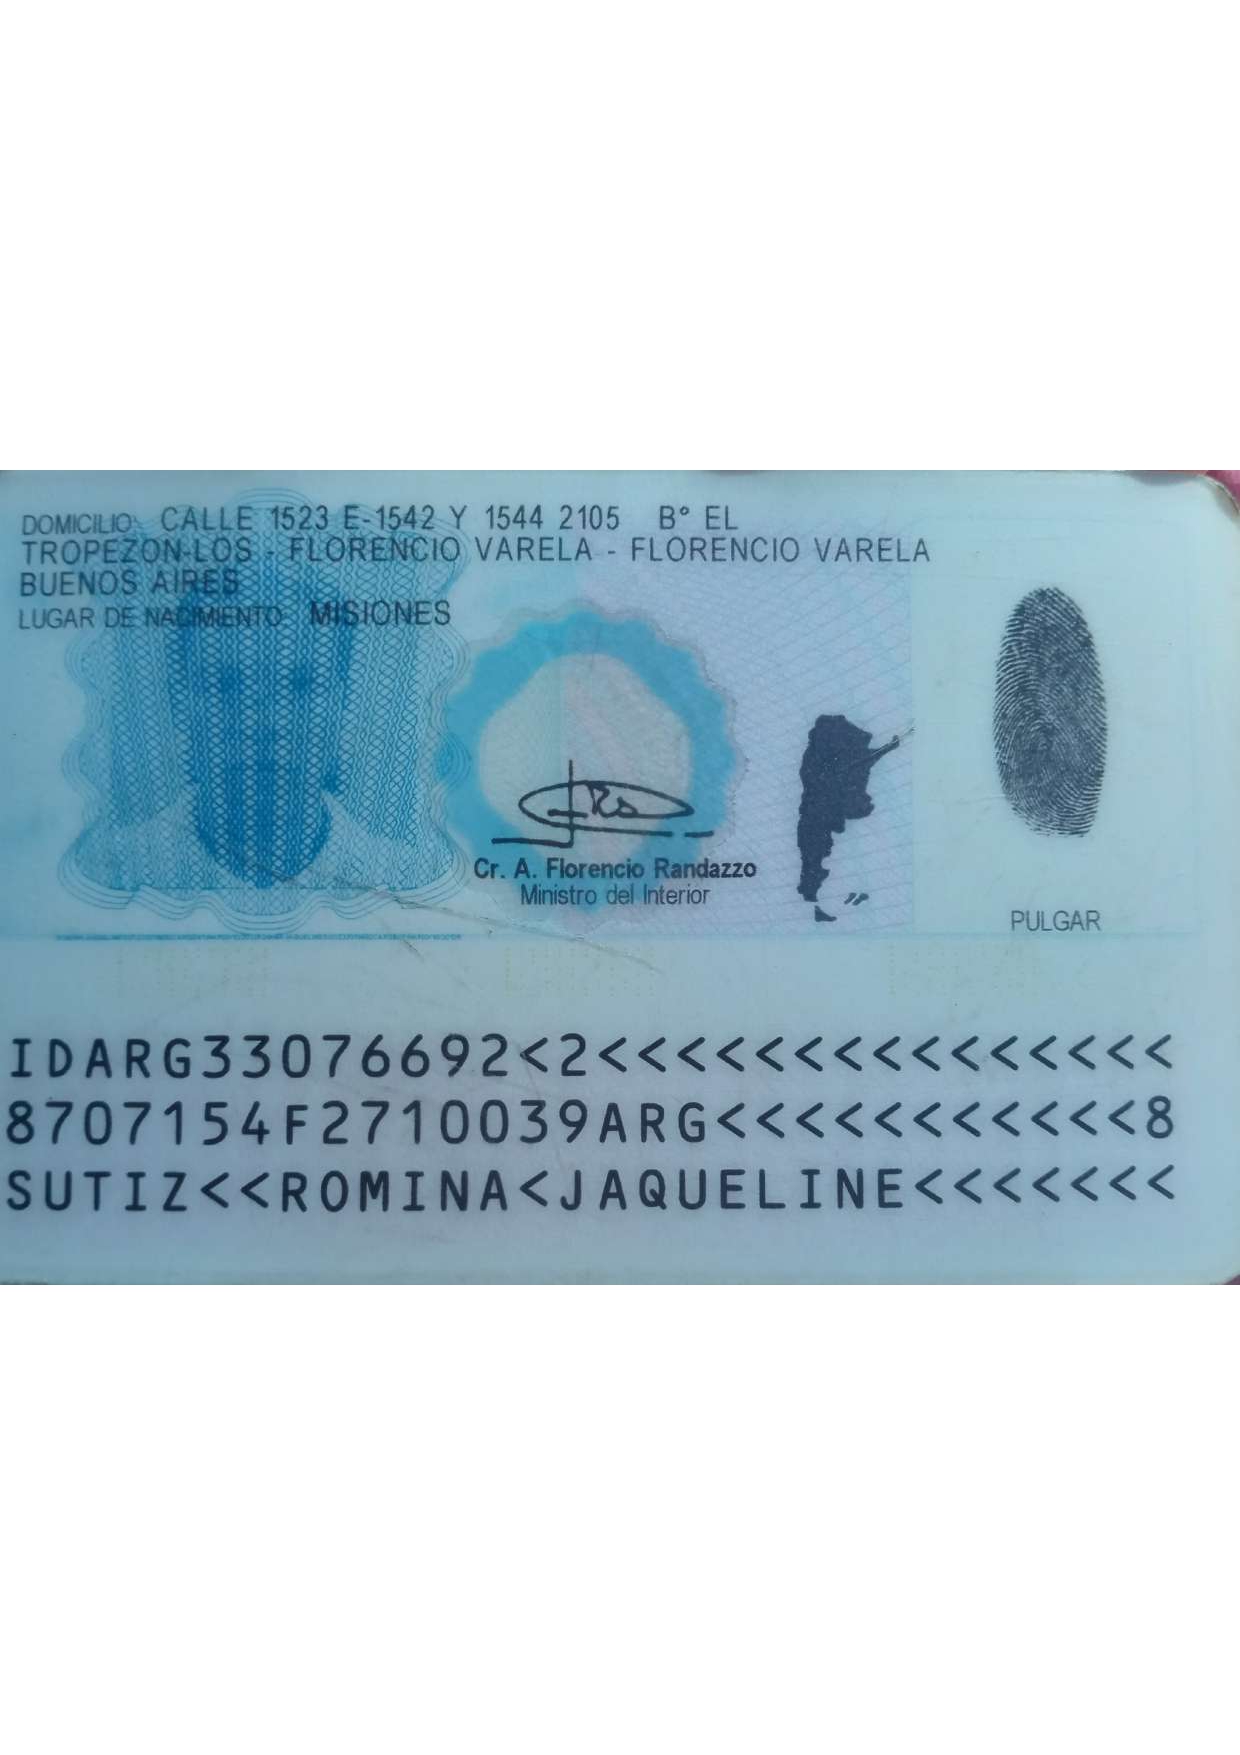 DOMICILIO: CALLE 1523 E-1542 Y 1544 2105 B° EL
TROPEZON-LOS - FLORENCIO VARELA - FLORENCIO VARELA
BUENOS AIRES
LUGAR DE NACIMIENTO: MISIONES
Cr. A. Florencio Randazzo
Ministro del Interior
PULGAR
IDARG33076692<2<<<<<<<<<<<<<<<
8707154F2710039ARG<<<<<<<<<<<8
SUTIZ<<ROMINA<JAQUELINE<<<<<<<